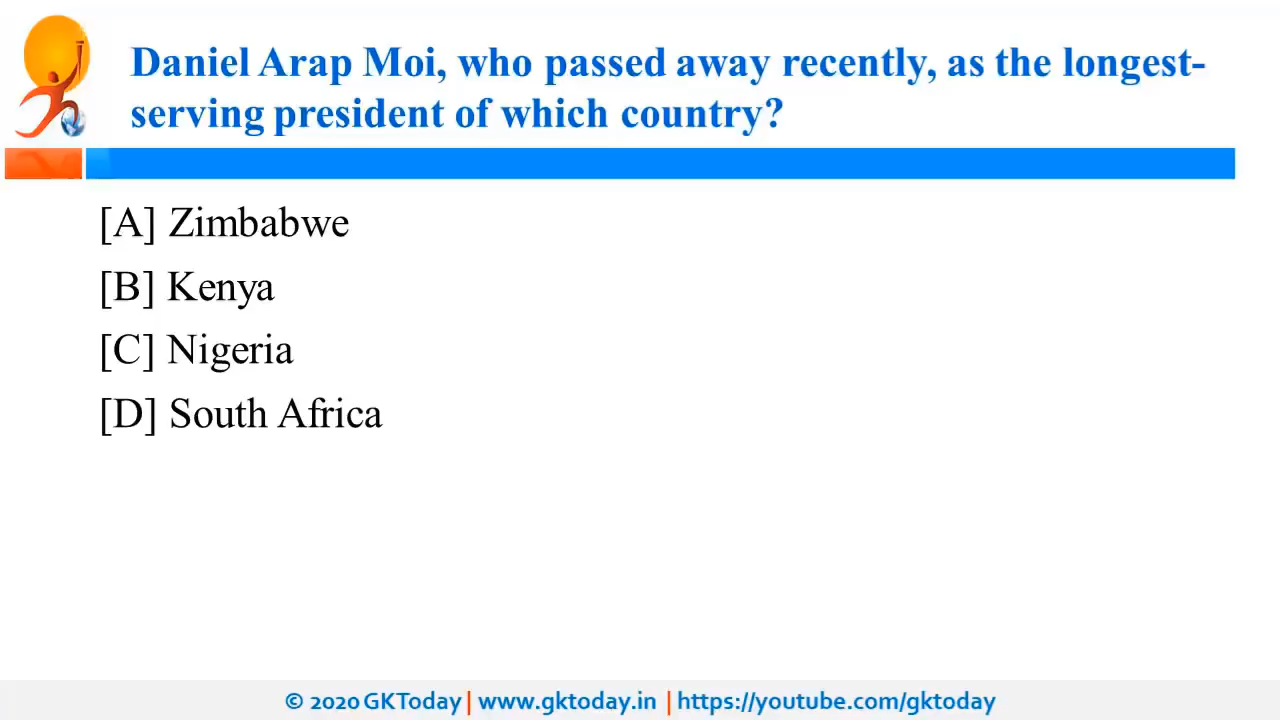 Daniel Arap Moi, who passed away recently, as the longest-
serving president of which country?
[A] Zimbabwe
[B] Kenya
[C] Nigeria
[D] South Africa
© 2020 GKToday | www.gktoday.in | https://youtube.com/gktoday